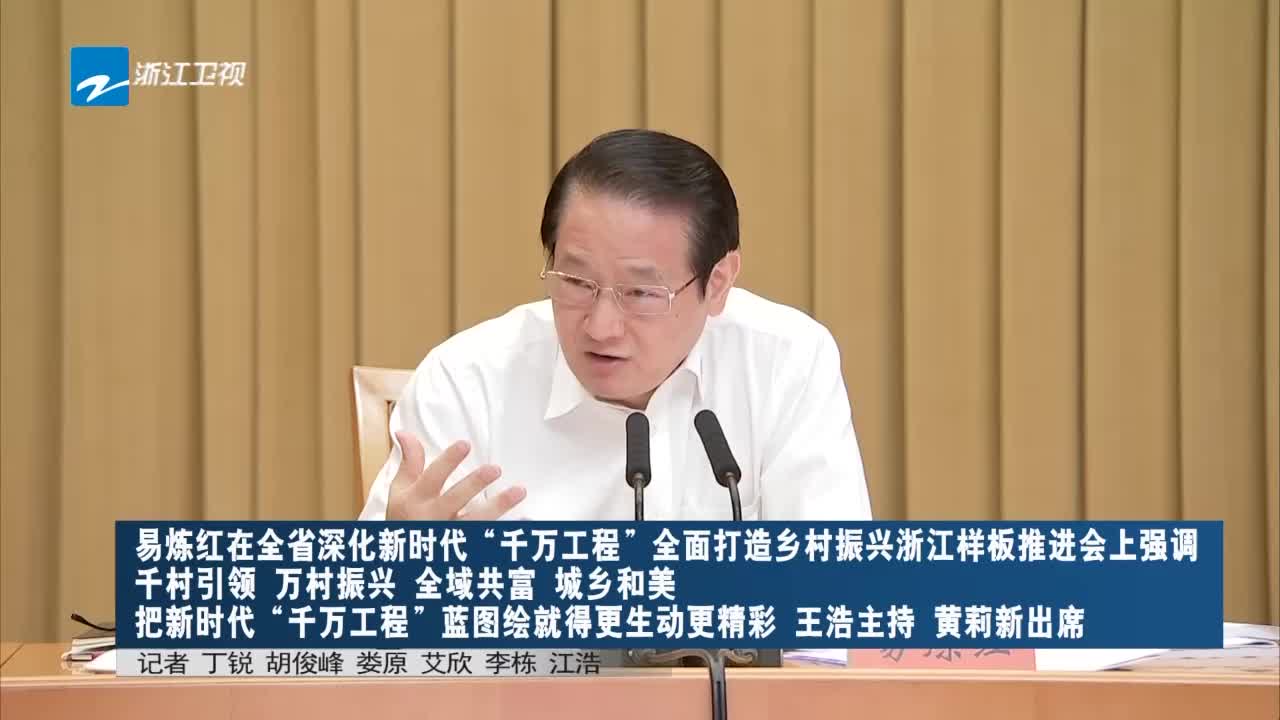 浙江卫视
易炼红在全省深化新时代“千万工程”全面打造乡村振兴浙江样板推进会上强调
千村引领 万村振兴 全域共富 城乡和美
把新时代“千万工程”蓝图绘就得更生动更精彩 王浩主持 黄莉新出席
记者 丁锐 胡俊峰 娄原 艾欣 李栋 江浩